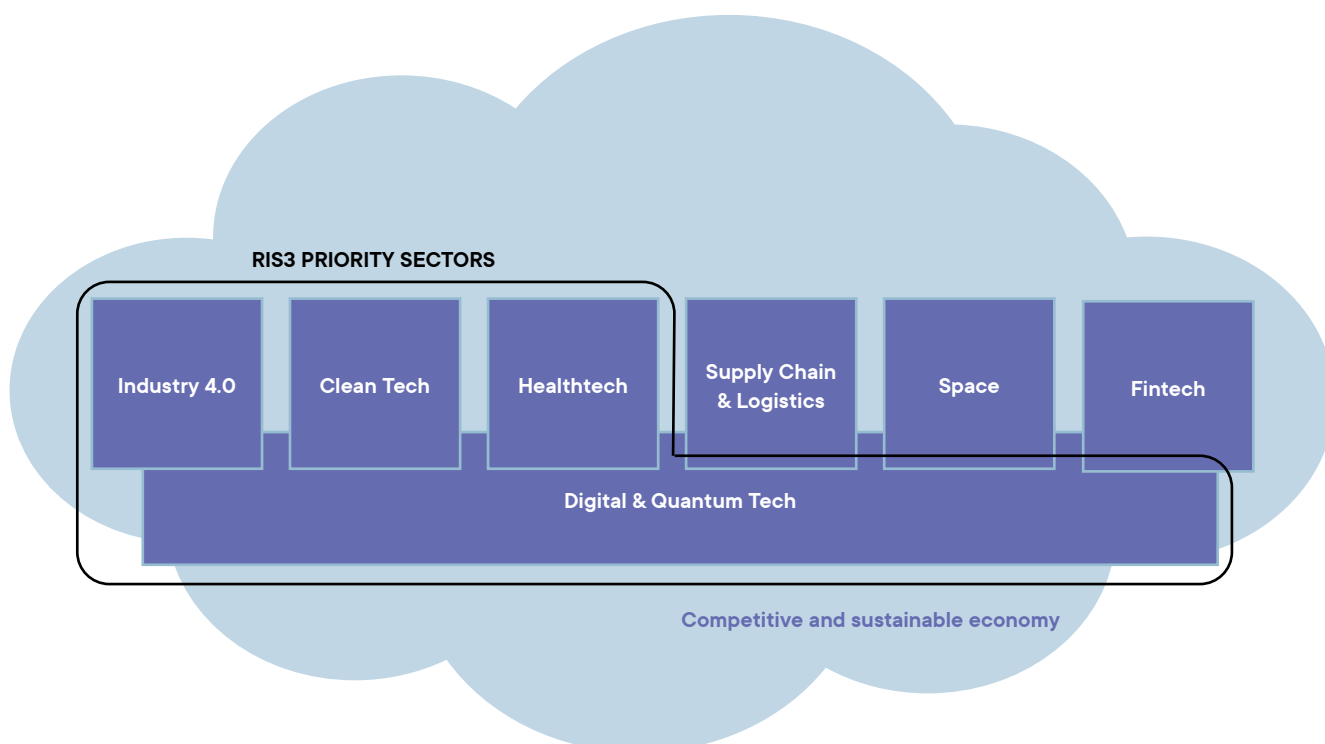 RIS3 PRIORITY SECTORS
Industry 4.0
Clean Tech
Healthtech
Supply Chain
& Logistics
Space
Fintech
Digital & Quantum Tech
Competitive and sustainable economy